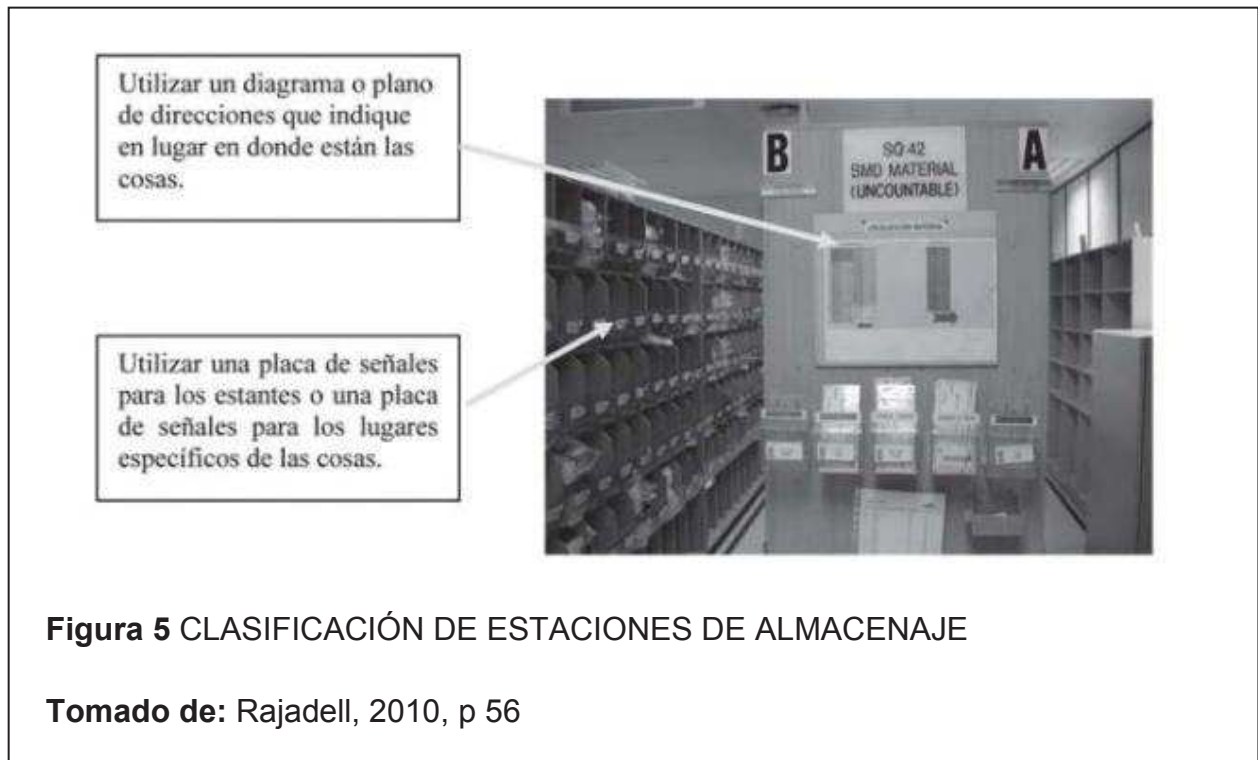 Utilizar un diagrama o plano
de direcciones que indique
en lugar en donde están las
cosas.
B
SQ 42
SMD MATERIAL
(UNCOUNTABLE)
A
Utilizar una placa de señales
para los estantes o una placa
de señales para los lugares
específicos de las cosas.
Figura 5 CLASIFICACIÓN DE ESTACIONES DE ALMACENAJE
Tomado de: Rajadell, 2010, p 56